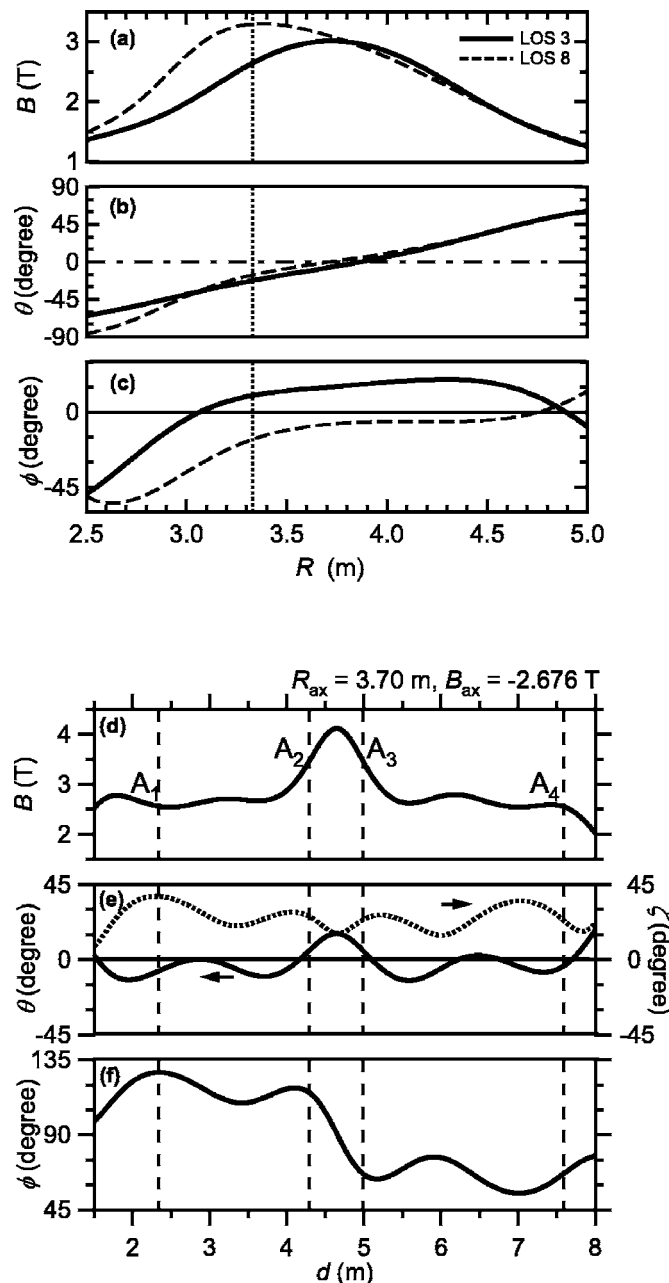 (a)
LOS 3
LOS 8
B (T)
3
2
1
(b)
θ (degree)
90
45
0
-45
-90
(c)
ϕ (degree)
0
-45
2.5 3.0 3.5 4.0 4.5 5.0
R (m)
R_ax = 3.70 m, B_ax = -2.676 T
(d)
B (T)
4
3
2
A₁ A₂ A₃ A₄
(e)
θ (degree)
45
0
-45
45
0
-45
ζ (degree)
(f)
ϕ (degree)
135
90
45
2 3 4 5 6 7 8
d (m)